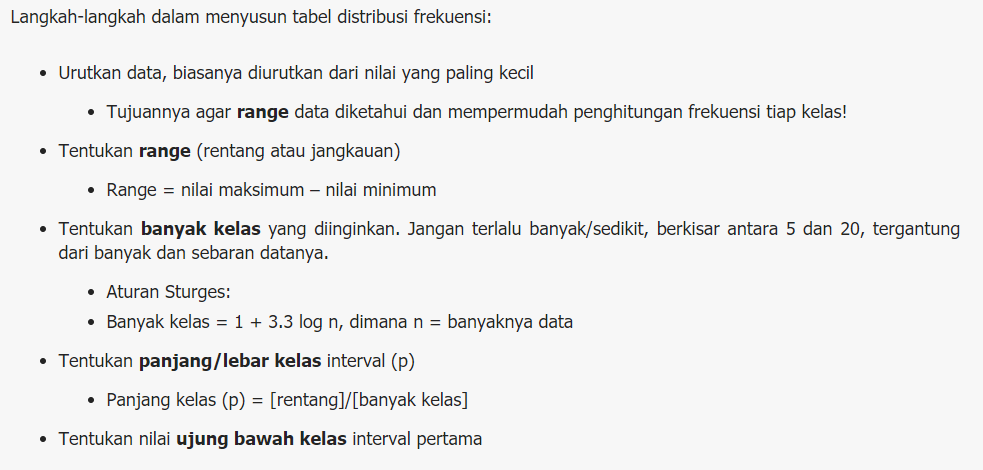 Langkah-langkah dalam menyusun tabel distribusi frekuensi:
• Urutkan data, biasanya diurutkan dari nilai yang paling kecil
• Tujuannya agar range data diketahui dan mempermudah penghitungan frekuensi tiap kelas!
• Tentukan range (rentang atau jangkauan)
• Range = nilai maksimum – nilai minimum
• Tentukan banyak kelas yang diinginkan. Jangan terlalu banyak/sedikit, berkisar antara 5 dan 20, tergantung
dari banyak dan sebaran datanya.
• Aturan Sturges:
• Banyak kelas = 1 + 3.3 log n, dimana n = banyaknya data
• Tentukan panjang/lebar kelas interval (p)
• Panjang kelas (p) = [rentang]/[banyak kelas]
• Tentukan nilai ujung bawah kelas interval pertama